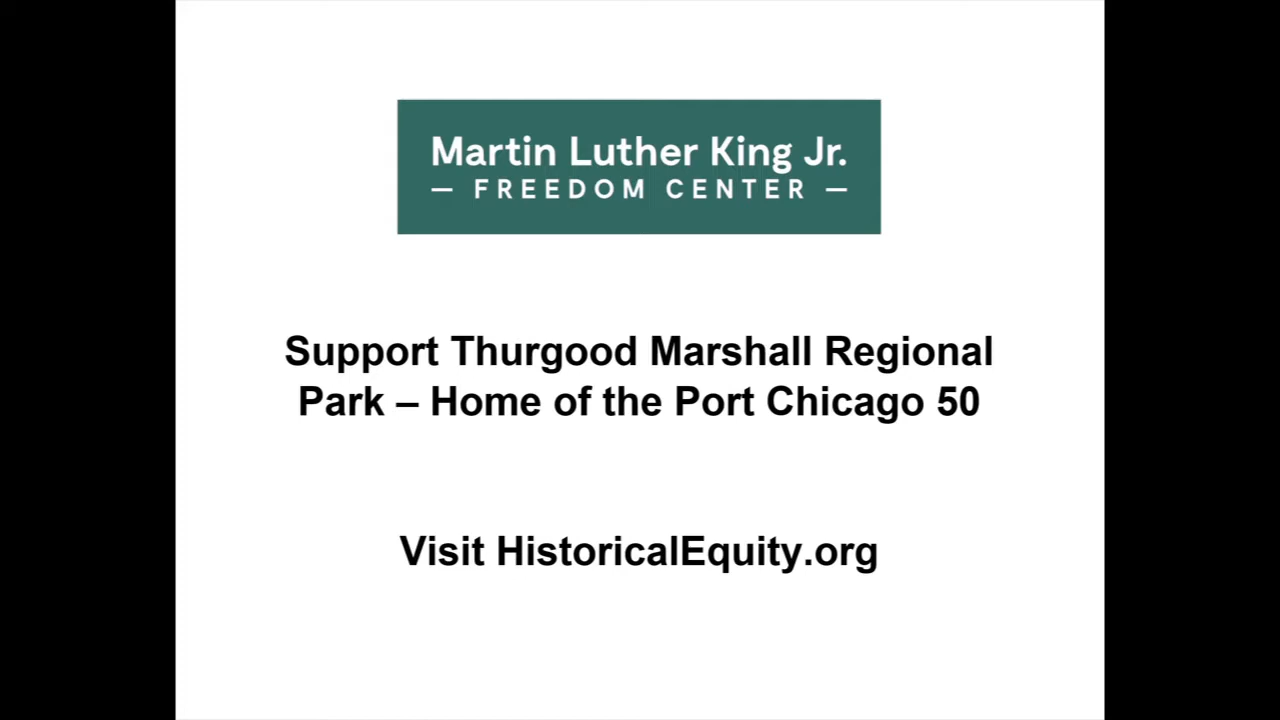 Martin Luther King Jr.
— FREEDOM CENTER —
Support Thurgood Marshall Regional
Park – Home of the Port Chicago 50
Visit HistoricalEquity.org